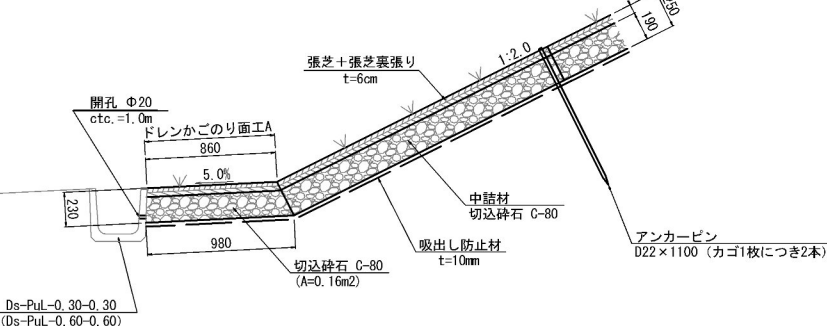 190
1:2.0
張芝+張芝裏張り
t=6cm
開孔 Φ20
ctc.=1.0m
ドレンかごのり面工A
860
5.0%
230
980
中詰材
切込砕石 C-80
吸出し防止材
t=10mm
切込砕石 C-80
(A=0.16m2)
アンカーピン
D22×1100 (カゴ1枚につき2本)
Ds-PuL-0.30-0.30
(Ds-PuL-0.60-0.60)